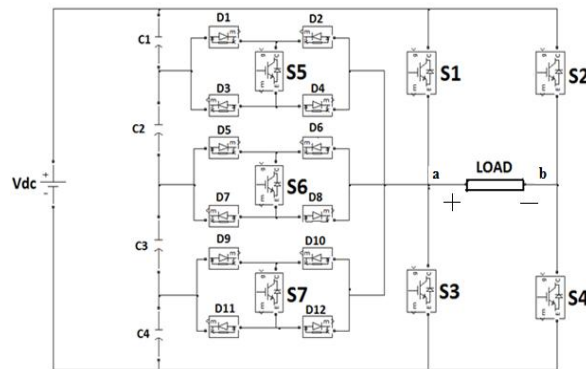 D1 D2
C1
S5
S1
S2
D3 D4
C2
D5 D6
Vdc
+
-
S6
a
LOAD
b
+
−
D7 D8
D9 D10
C3
S7
S3
S4
D11 D12
C4